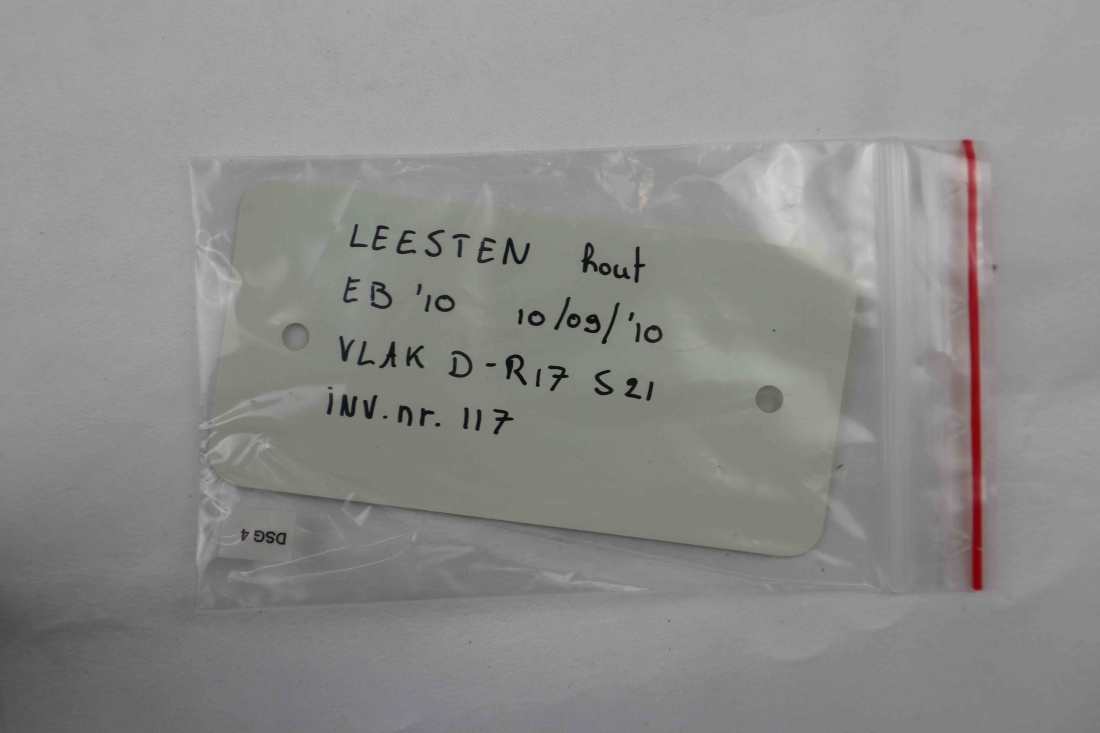 LEESTEN hout
EB '10 10/09/'10
VLAK D-R17 S21
iNV.nr. 117
DSG 4